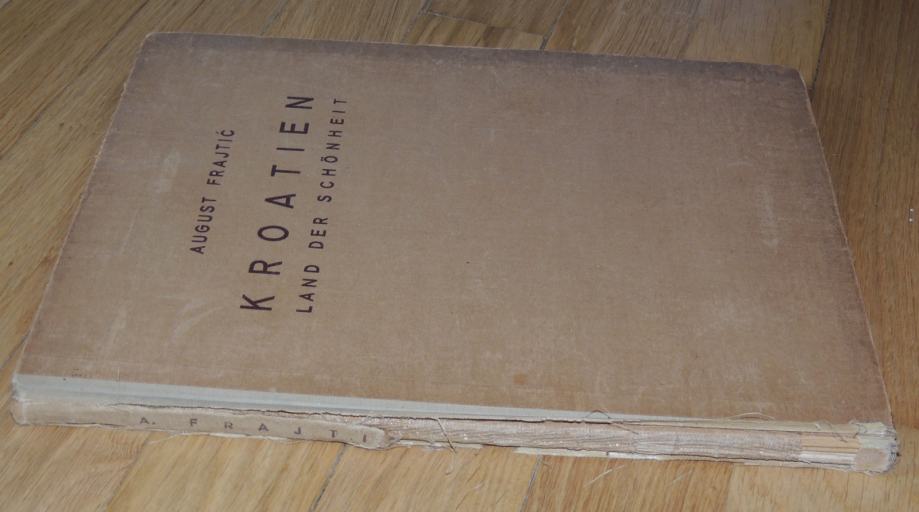 AUGUST FRAJTIĆ
KROATIEN
LAND DER SCHÖNHEIT
A. FRAJTI